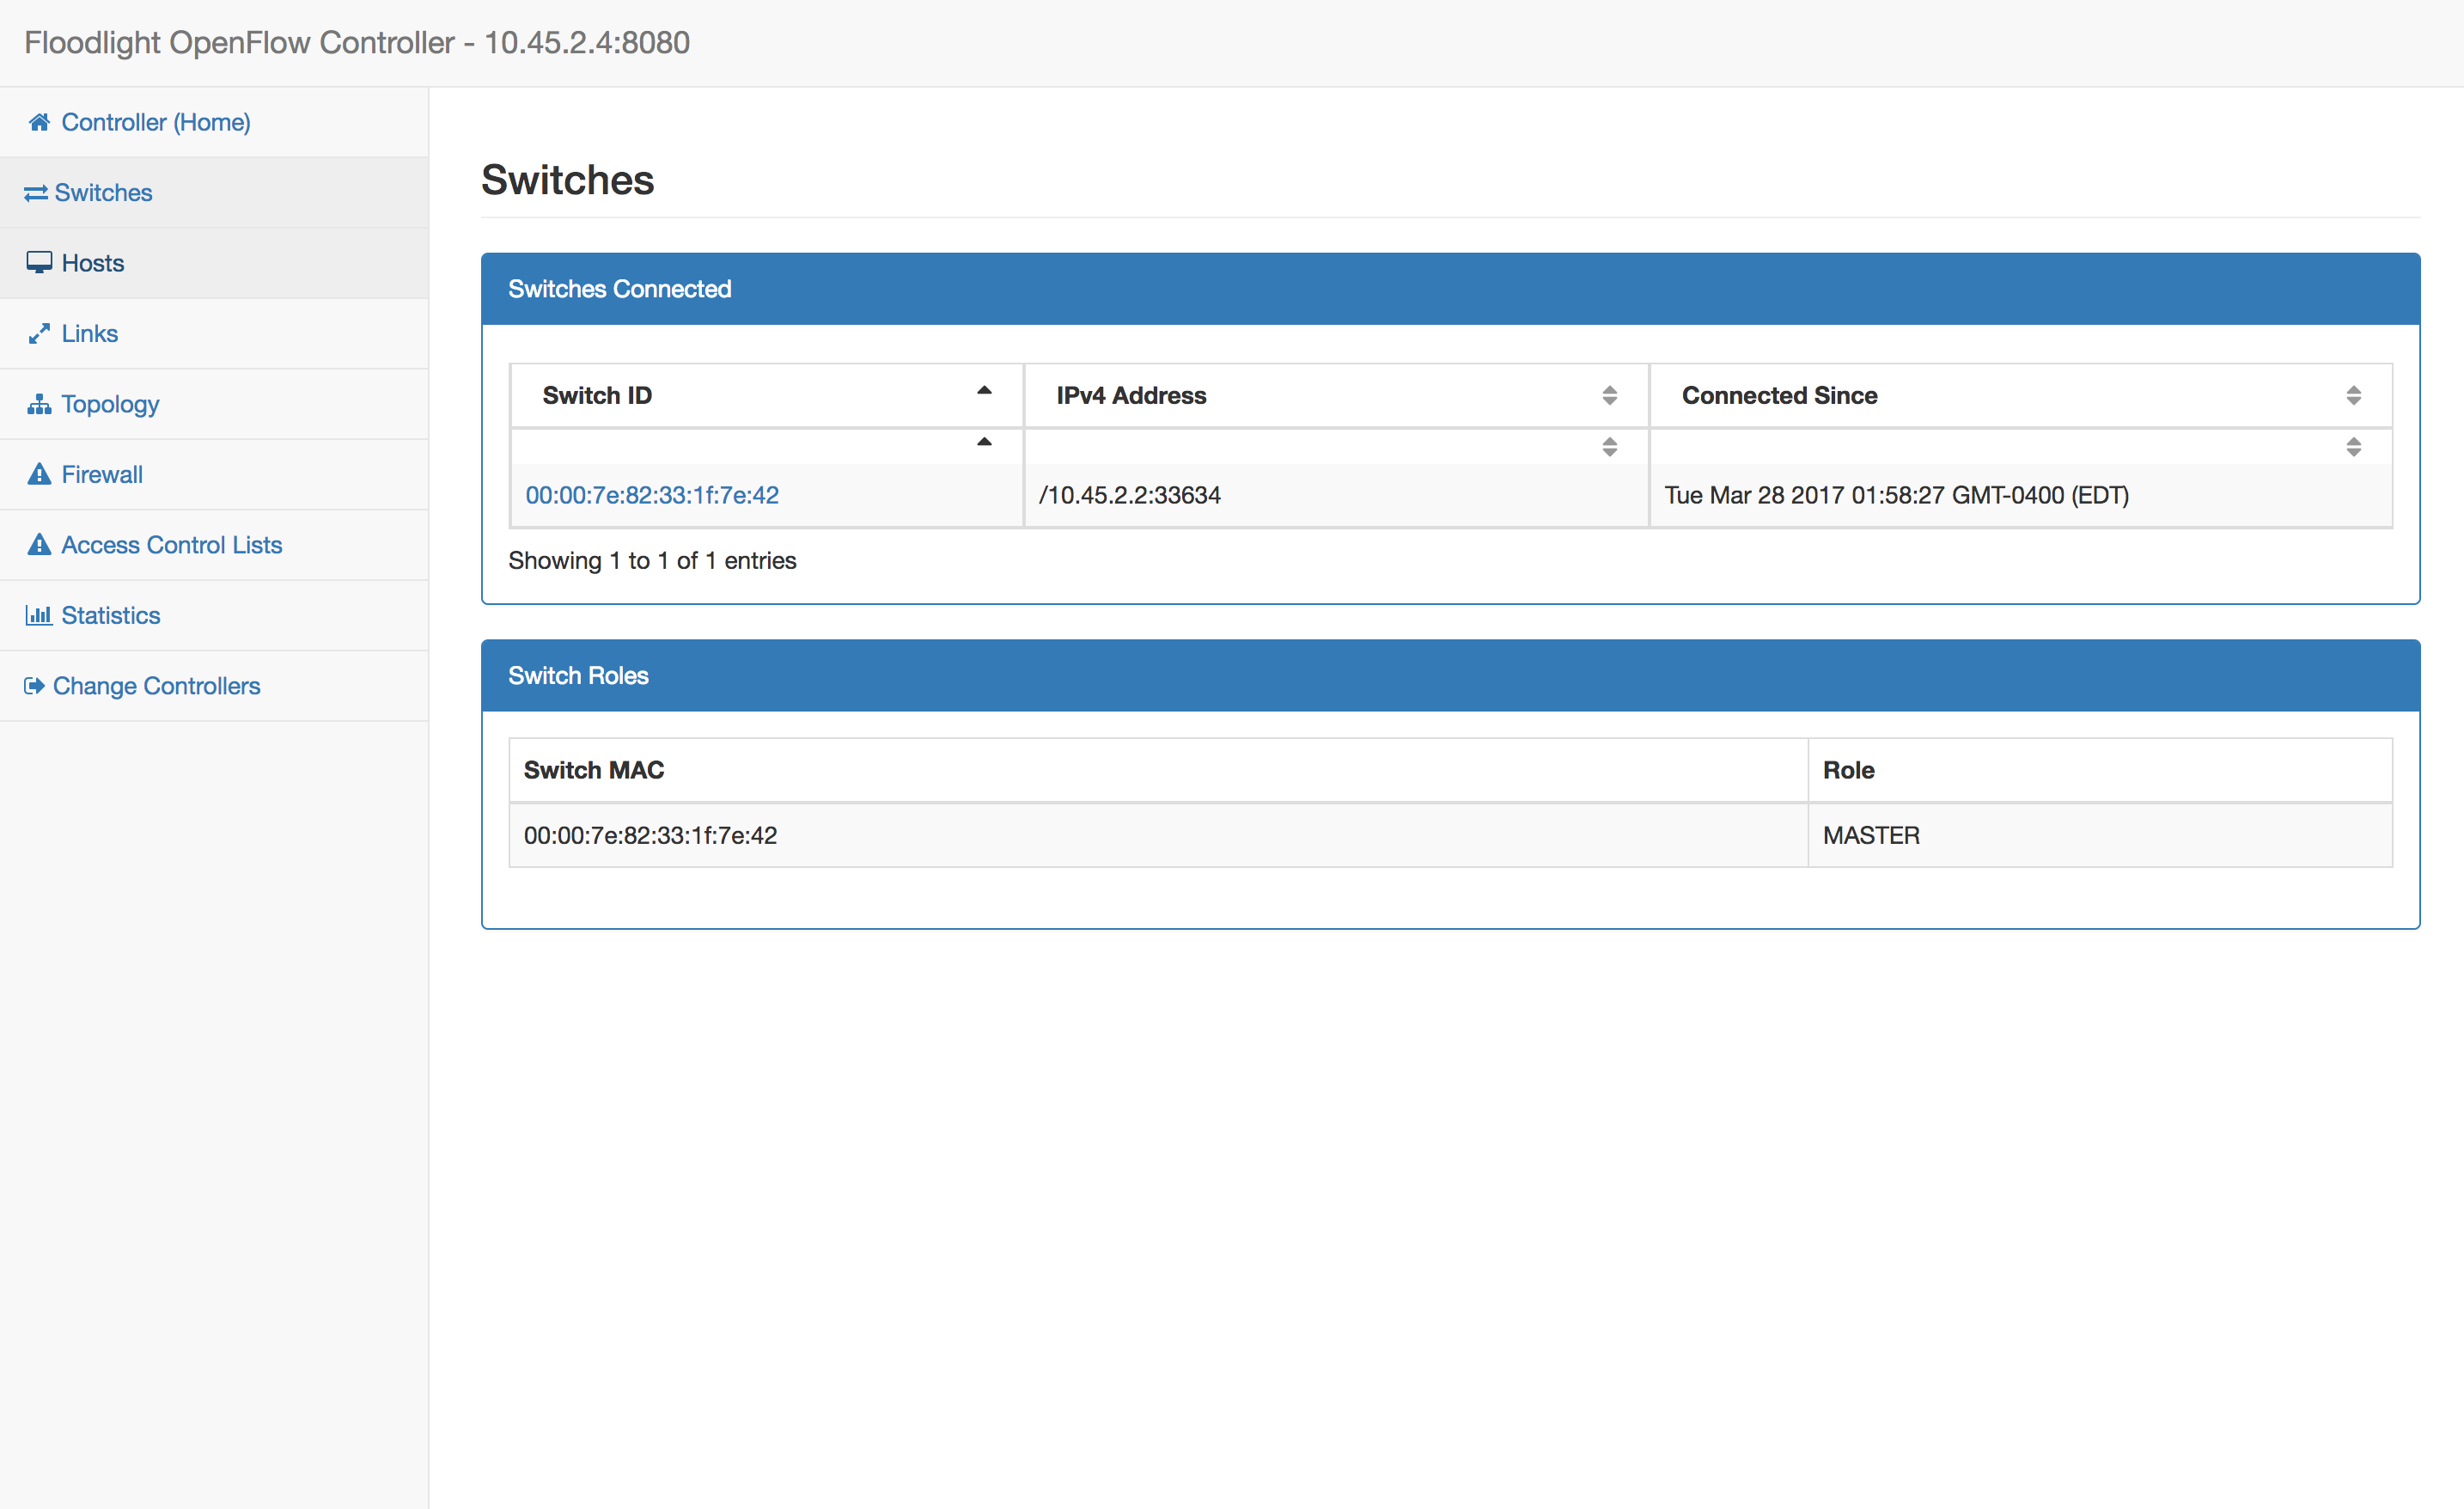 Floodlight OpenFlow Controller - 10.45.2.4:8080
Controller (Home)
Switches
Hosts
Links
Topology
Firewall
Access Control Lists
Statistics
Change Controllers
Switches
Switches Connected
Switch ID IPv4 Address Connected Since
00:00:7e:82:33:1f:7e:42 /10.45.2.2:33634 Tue Mar 28 2017 01:58:27 GMT-0400 (EDT)
Showing 1 to 1 of 1 entries
Switch Roles
Switch MAC Role
00:00:7e:82:33:1f:7e:42 MASTER